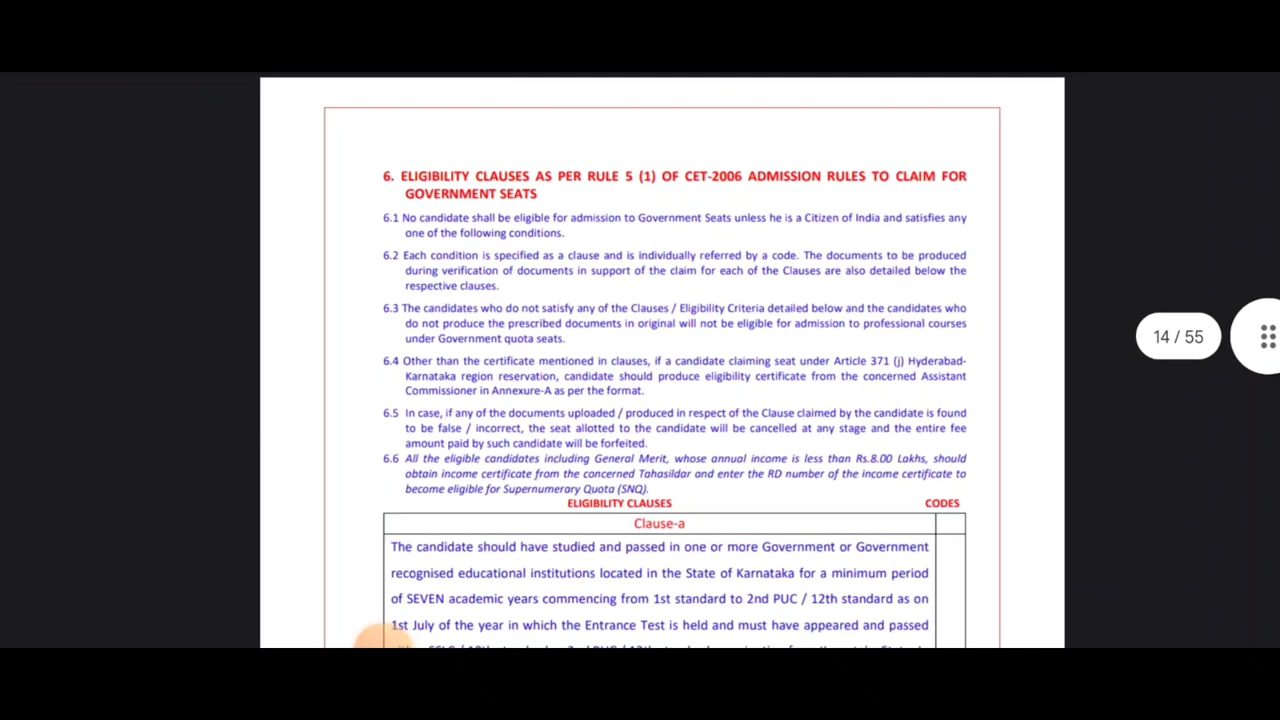 6. ELIGIBILITY CLAUSES AS PER RULE 5 (1) OF CET-2006 ADMISSION RULES TO CLAIM FOR
GOVERNMENT SEATS
6.1 No candidate shall be eligible for admission to Government Seats unless he is a Citizen of India and satisfies any
one of the following conditions.
6.2 Each condition is specified as a clause and is individually referred by a code. The documents to be produced
during verification of documents in support of the claim for each of the Clauses are also detailed below the
respective clauses.
6.3 The candidates who do not satisfy any of the Clauses / Eligibility Criteria detailed below and the candidates who
do not produce the prescribed documents in original will not be eligible for admission to professional courses
under Government quota seats.
14 / 55
6.4 Other than the certificate mentioned in clauses, if a candidate claiming seat under Article 371 (j) Hyderabad-
Karnataka region reservation, candidate should produce eligibility certificate from the concerned Assistant
Commissioner in Annexure-A as per the format.
6.5 In case, if any of the documents uploaded / produced in respect of the Clause claimed by the candidate is found
to be false / incorrect, the seat allotted to the candidate will be cancelled at any stage and the entire fee
amount paid by such candidate will be forfeited.
6.6 All the eligible candidates including General Merit, whose annual income is less than Rs.8.00 Lakhs, should
obtain income certificate from the concerned Tahasildar and enter the RD number of the income certificate to
become eligible for Supernumerary Quota (SNQ).
ELIGIBILITY CLAUSES CODES
Clause-a
The candidate should have studied and passed in one or more Government or Government
recognised educational institutions located in the State of Karnataka for a minimum period
of SEVEN academic years commencing from 1st standard to 2nd PUC / 12th standard as on
1st July of the year in which the Entrance Test is held and must have appeared and passed